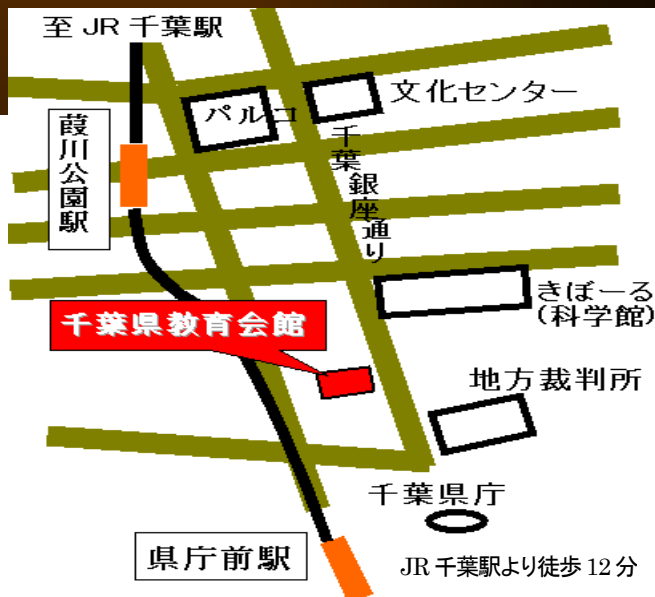 至 JR 千葉駅
パルコ
文化センター
葭川公園駅
千葉銀座通り
きぼーる
(科学館)
千葉県教育会館
地方裁判所
千葉県庁
県庁前駅
JR 千葉駅より徒歩 12 分